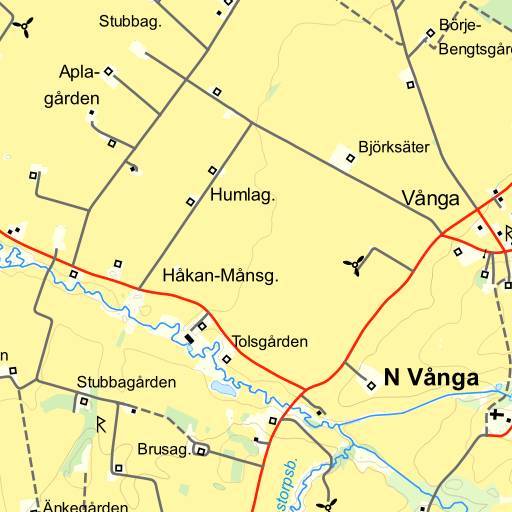 Stubbag.
Börje-
Bengtsgård
Apla-
gården
Björksäter
Humlag.
Vånga
Håkan-Månsg.
Tolsgården
N Vånga
Stubbagården
Brusag.
storpsb.
Änkegården